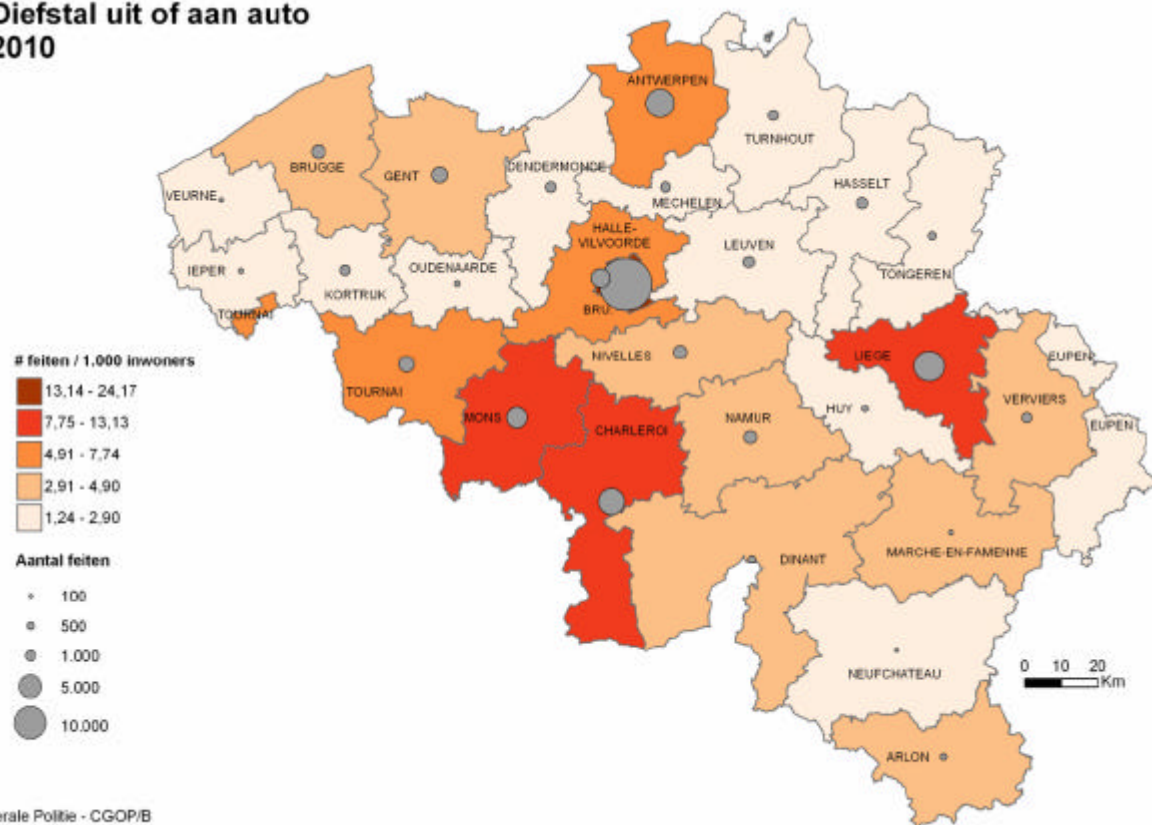 Diefstal uit of aan auto
2010
ANTWERPEN
TURNHOUT
BRUGGE
GENT
DENDERMONDE
MECHELEN
HASSELT
VEURNE
HALLE-
VILVOORDE
LEUVEN
IEPER
KORTRIJK
OUDENAARDE
TONGEREN
TOURNAI
BRU.
NIVELLES
LIEGE
EUPEN
TOURNAI
MONS
CHARLEROI
NAMUR
HUY
VERVIERS
EUPEN
DINANT
MARCHE-EN-FAMENNE
NEUFCHATEAU
ARLON
# feiten / 1.000 inwoners
13,14 - 24,17
7,75 - 13,13
4,91 - 7,74
2,91 - 4,90
1,24 - 2,90
Aantal feiten
100
500
1.000
5.000
10.000
0 10 20
Km
erale Politie - CGOP/B